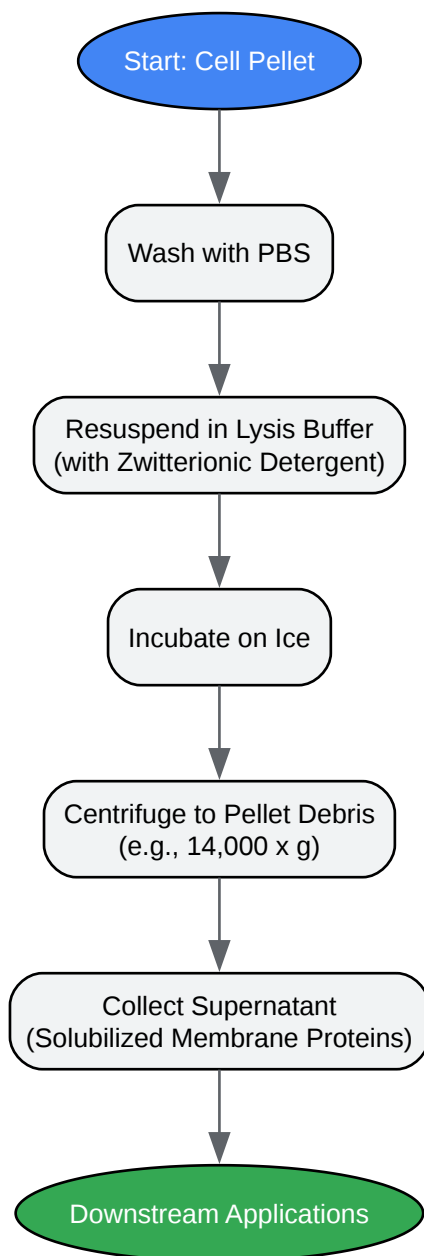 Start: Cell Pellet
Wash with PBS
Resuspend in Lysis Buffer
(with Zwitterionic Detergent)
Incubate on Ice
Centrifuge to Pellet Debris
(e.g., 14,000 x g)
Collect Supernatant
(Solubilized Membrane Proteins)
Downstream Applications